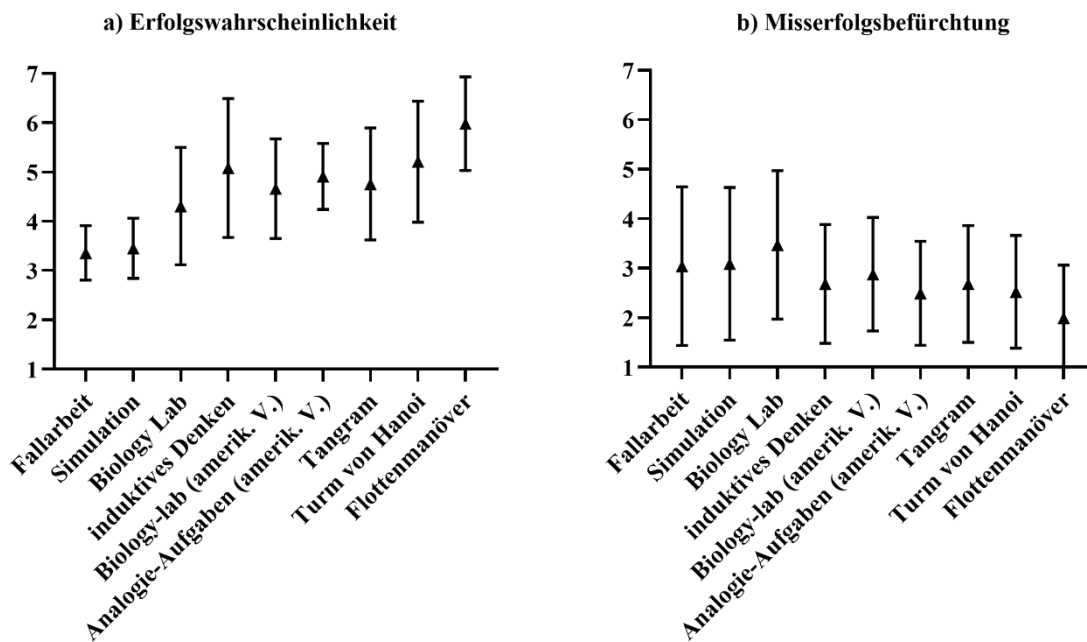 a) Erfolgswahrscheinlichkeit
7
6
5
4
3
2
1
Fallarbeit
Simulation
Biology Lab
induktives Denken
Biology-lab (amerik. V.)
Analogie-Aufgaben (amerik. V.)
Tangram
Turm von Hanoi
Flottenmanöver
b) Misserfolgsbefürchtung
7
6
5
4
3
2
1
Fallarbeit
Simulation
Biology Lab
induktives Denken
Biology-lab (amerik. V.)
Analogie-Aufgaben (amerik. V.)
Tangram
Turm von Hanoi
Flottenmanöver